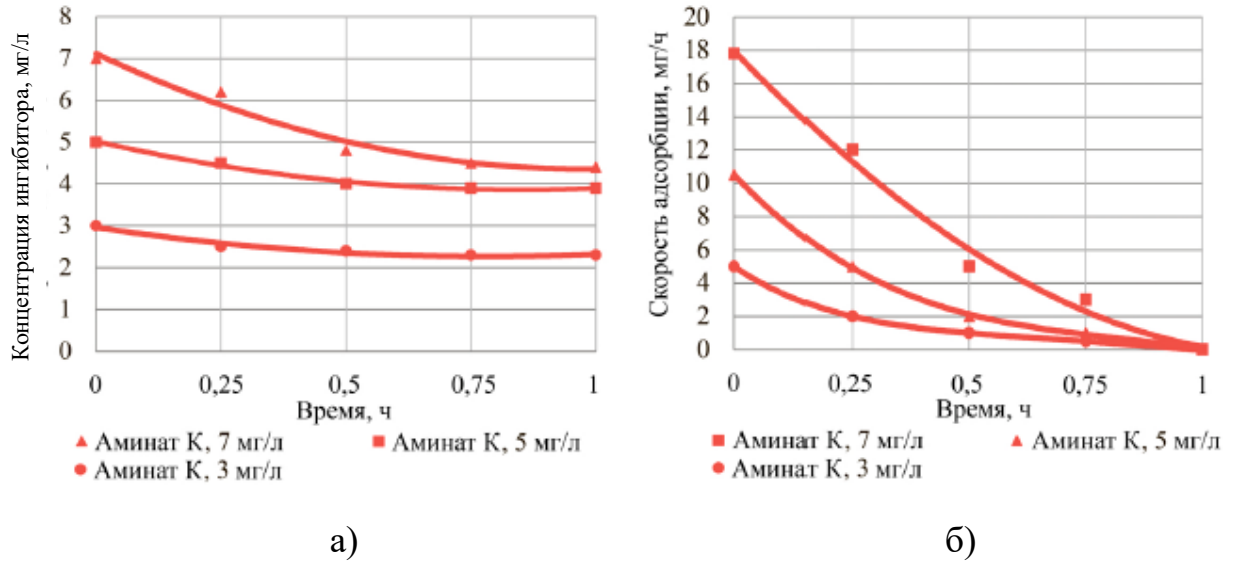 Концентрация ингибитора, мг/л
8
7
6
5
4
3
2
1
0
0 0,25 0,5 0,75 1
Время, ч
Аминат К, 7 мг/л Аминат К, 5 мг/л
Аминат К, 3 мг/л
а)
Скорость адсорбции, мг/ч
20
18
16
14
12
10
8
6
4
2
0
0 0,25 0,5 0,75 1
Время, ч
Аминат К, 7 мг/л Аминат К, 5 мг/л
Аминат К, 3 мг/л
б)